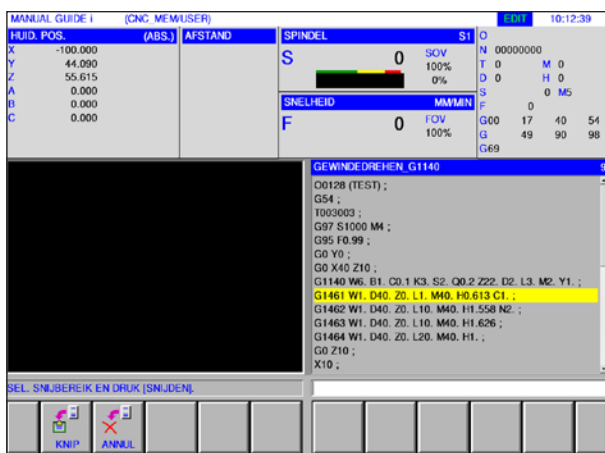 MANUAL GUIDE i (CNC_MEM/USER) EDIT 10:12:39
HUID. POS. (ABS.) AFSTAND SPINDEL S1 O
X -100.000 N 00000000
Y 44.090 S 0 SOV T 0 M 0
Z 55.615 100% D 0 H 0
A 0.000 0% S 0 M5
B 0.000 SNELHEID MM/MIN F 0
C 0.000 F 0 FOV G00 17 40 54
100% G 49 90 98
G69
GEWINDEDREHEN_G1140 9
O0128 (TEST) ;
G54 ;
T003003 ;
G97 S1000 M4 ;
G95 F0.99 ;
G0 Y0 ;
G0 X40 Z10 ;
G1140 W6. B1. C0.1 K3. S2. Q0.2 Z22. D2. L3. M2. Y1. ;
G1461 W1. D40. Z0. L1. M40. H0.613 C1. ;
G1462 W1. D40. Z0. L10. M40. H1.558 N2. ;
G1463 W1. D40. Z0. L10. M40. H1.626 ;
G1464 W1. D40. Z0. L20. M40. H1. ;
G0 Z10 ;
X10 ;
SEL. SNIJBEREIK EN DRUK [SNIJDEN].
KNIP ANNUL